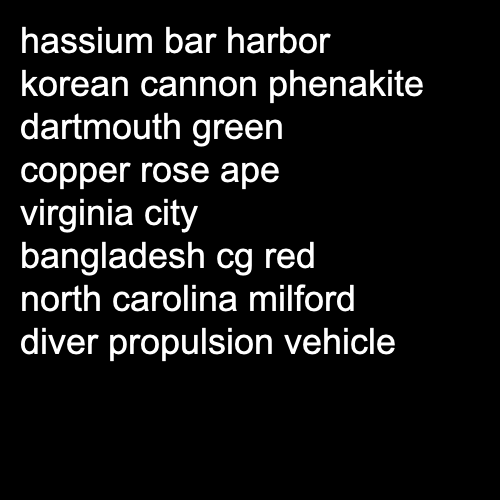 hassium bar harbor
korean cannon phenakite
dartmouth green
copper rose ape
virginia city
bangladesh cg red
north carolina milford
diver propulsion vehicle